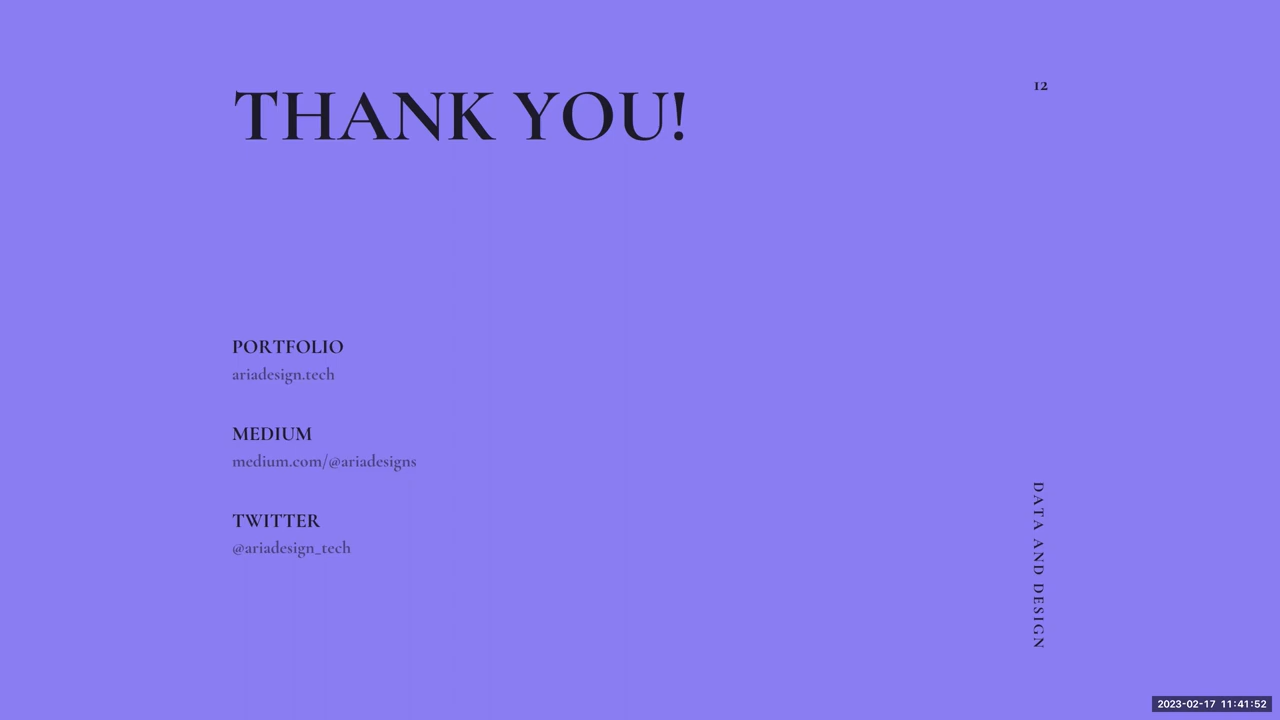 THANK YOU!
12
PORTFOLIO
ariadesign.tech
MEDIUM
medium.com/@ariadesigns
TWITTER
@ariadesign_tech
DATA AND DESIGN
2023-02-17 11:41:52